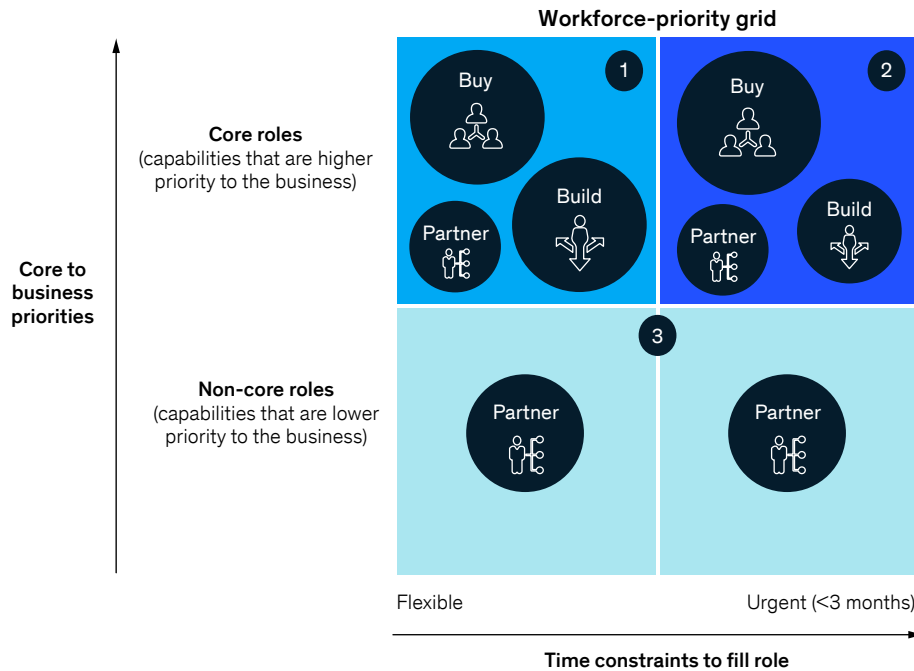 Workforce-priority grid
1
2
Buy
Buy
Core roles
(capabilities that are higher
priority to the business)
Build
Build
Partner
Partner
Core to
business
priorities
3
Non-core roles
(capabilities that are lower
priority to the business)
Partner
Partner
Flexible
Urgent (<3 months)
Time constraints to fill role